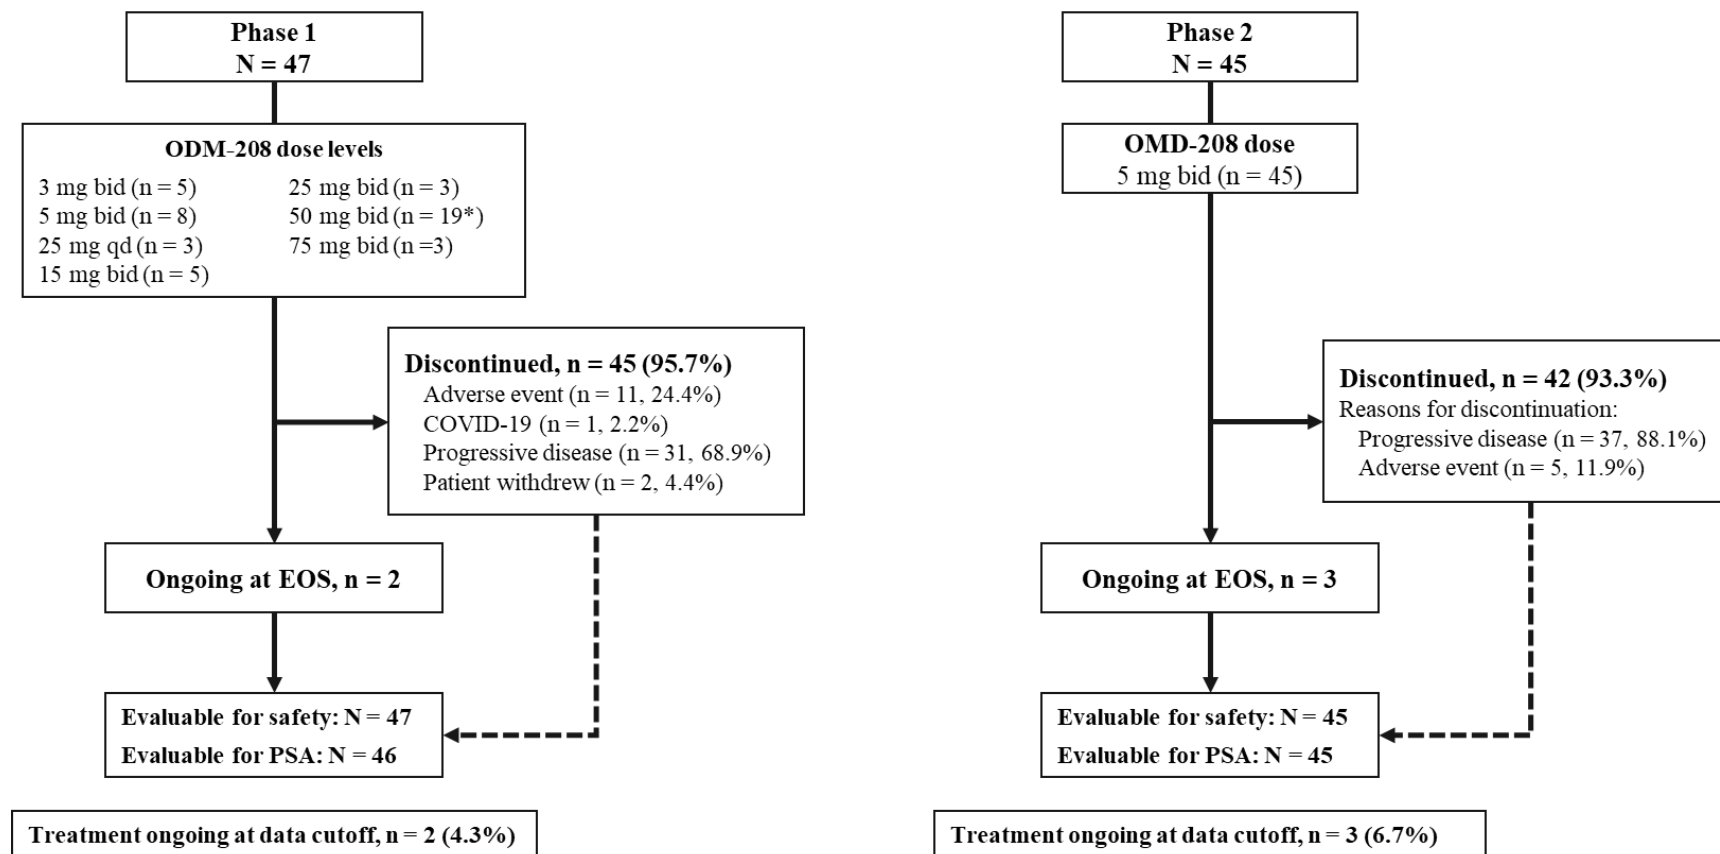 Phase 1
N = 47
ODM-208 dose levels
3 mg bid (n = 5)
5 mg bid (n = 8)
25 mg qd (n = 3)
15 mg bid (n = 5)
25 mg bid (n = 3)
50 mg bid (n = 19*)
75 mg bid (n =3)
Discontinued, n = 45 (95.7%)
Adverse event (n = 11, 24.4%)
COVID-19 (n = 1, 2.2%)
Progressive disease (n = 31, 68.9%)
Patient withdrew (n = 2, 4.4%)
Ongoing at EOS, n = 2
Evaluable for safety: N = 47
Evaluable for PSA: N = 46
Treatment ongoing at data cutoff, n = 2 (4.3%)
Phase 2
N = 45
OMD-208 dose
5 mg bid (n = 45)
Discontinued, n = 42 (93.3%)
Reasons for discontinuation:
Progressive disease (n = 37, 88.1%)
Adverse event (n = 5, 11.9%)
Ongoing at EOS, n = 3
Evaluable for safety: N = 45
Evaluable for PSA: N = 45
Treatment ongoing at data cutoff, n = 3 (6.7%)